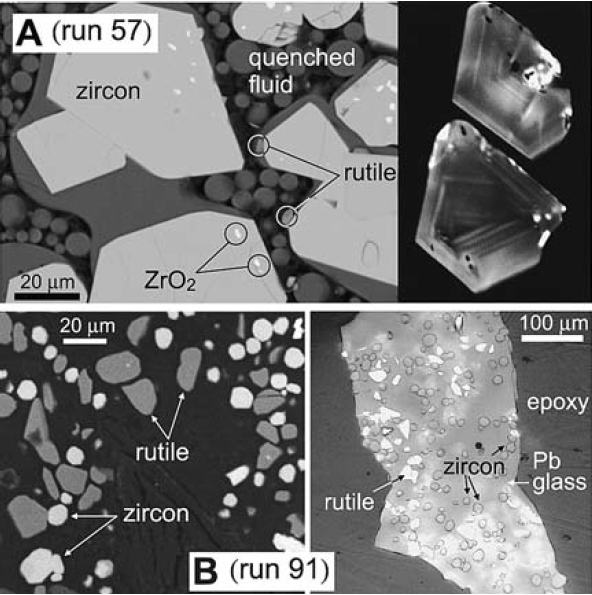 A (run 57)
quenched
fluid
zircon
rutile
ZrO₂
20 µm
20 µm
rutile
zircon
B (run 91)
100 µm
epoxy
zircon
Pb
glass
rutile